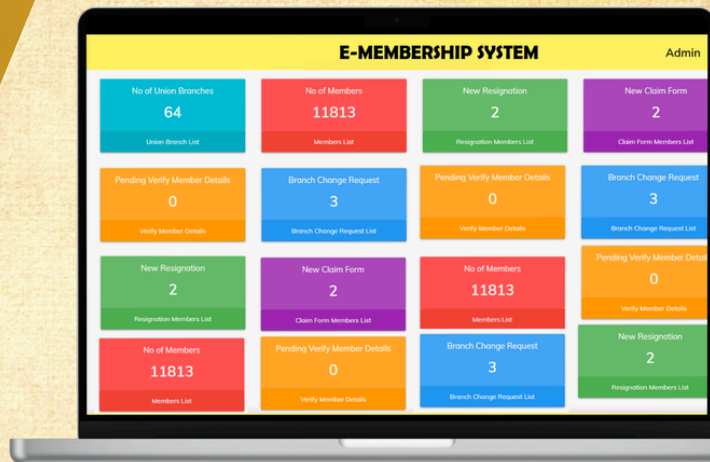 E-MEMBERSHIP SYSTEM
Admin
No of Union Branches
64
Union Branch List
No of Members
11813
Members List
New Resignation
2
Resignation Members List
New Claim Form
2
Claim Form Members List
Pending Verify Member Details
0
Verify Member Details
Branch Change Request
3
Branch Change Request List
Pending Verify Member Details
0
Verify Member Details
Branch Change Request
3
Branch Change Request List
New Resignation
2
Resignation Members List
New Claim Form
2
Claim Form Members List
No of Members
11813
Members List
Pending Verify Member Detai
0
Verify Member Details
No of Members
11813
Members List
Pending Verify Member Details
0
Verify Member Details
Branch Change Request
3
Branch Change Request List
New Resignation
2
Resignation Members List